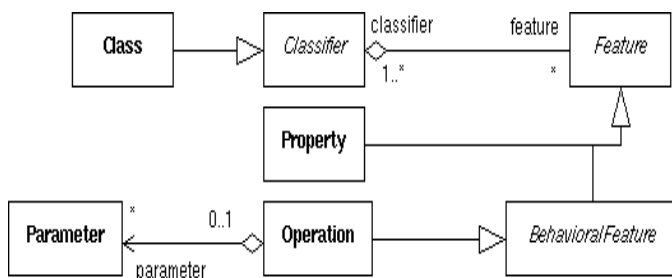 classifier
feature
Class
Classifier
Feature
1..*
*
Property
*
0..1
Parameter
Operation
BehavioralFeature
parameter